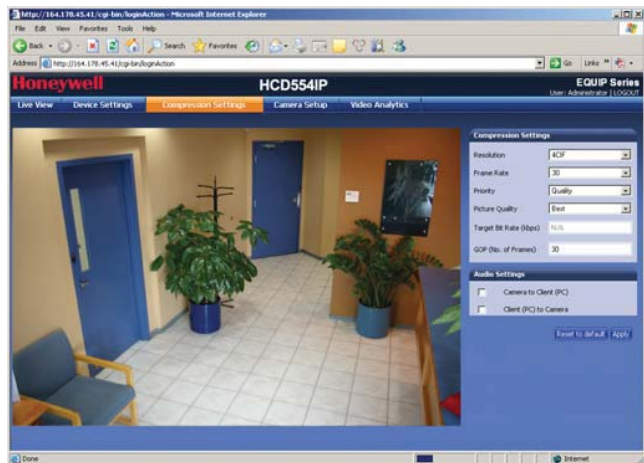 http://164.178.45.41/cgi-bin/loginAction - Microsoft Internet Explorer
File Edit View Favorites Tools Help
Back Search Favorites
Address http://164.178.45.41/cgi-bin/loginAction Go Links
Honeywell HCD554IP EQUIP Series
User: Administrator | LOGOUT
Live View Device Settings Compression Settings Camera Setup Video Analytics
Compression Settings
Resolution 4CIF
Frame Rate 30
Priority Quality
Picture Quality Best
Target Bit Rate (kbps) N/A
GOP (No. of Frames) 30
Audio Settings
Camera to Client (PC)
Client (PC) to Camera
Reset to default Apply
Done Internet